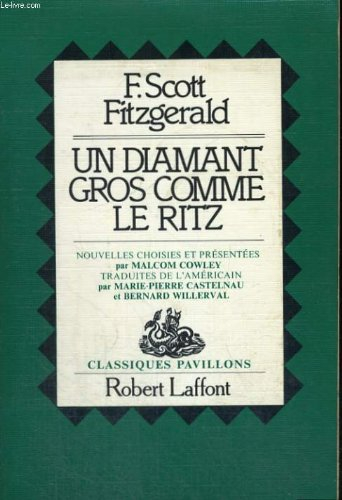 Le-livre.com
F. Scott
Fitzgerald
UN DIAMANT
GROS COMME
LE RITZ
NOUVELLES CHOISIES ET PRÉSENTÉES
par MALCOM COWLEY
TRADUITES DE L'AMÉRICAIN
par MARIE-PIERRE CASTELNAU
et BERNARD WILLERVAL
CLASSIQUES PAVILLONS
Robert Laffont